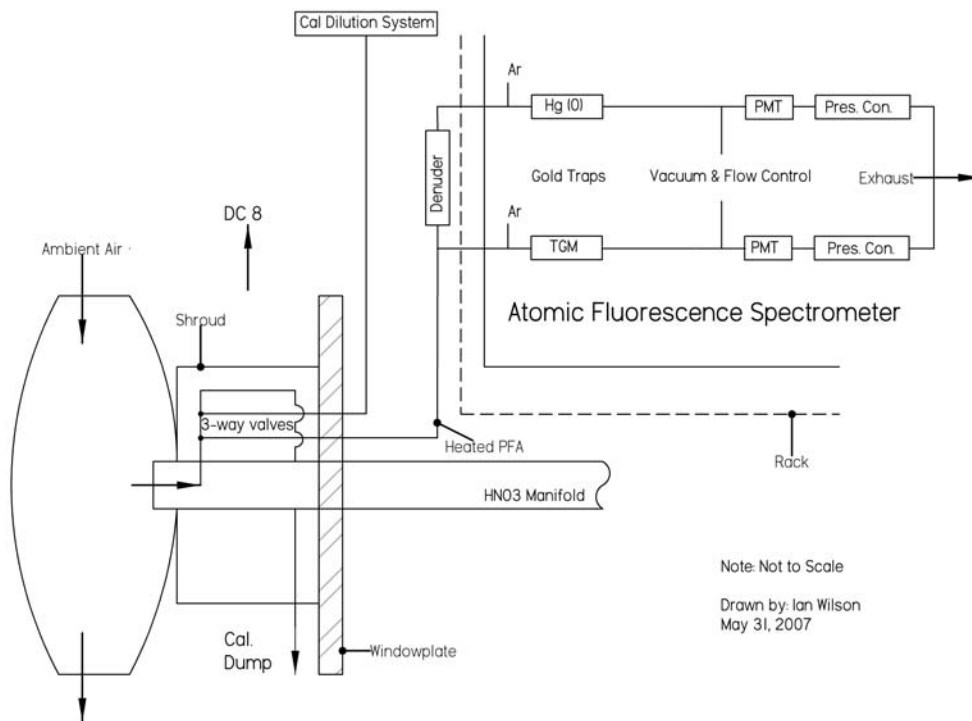 Cal Dilution System
Ar
Hg (0)
PMT
Pres. Con.
Denuder
Gold Traps
Vacuum & Flow Control
Exhaust
DC 8
Ar
Ambient Air
TGM
PMT
Pres. Con.
Atomic Fluorescence Spectrometer
Shroud
3-way valves
Heated PFA
Rack
HNO3 Manifold
Note: Not to Scale
Drawn by: Ian Wilson
May 31, 2007
Cal.
Dump
Windowplate